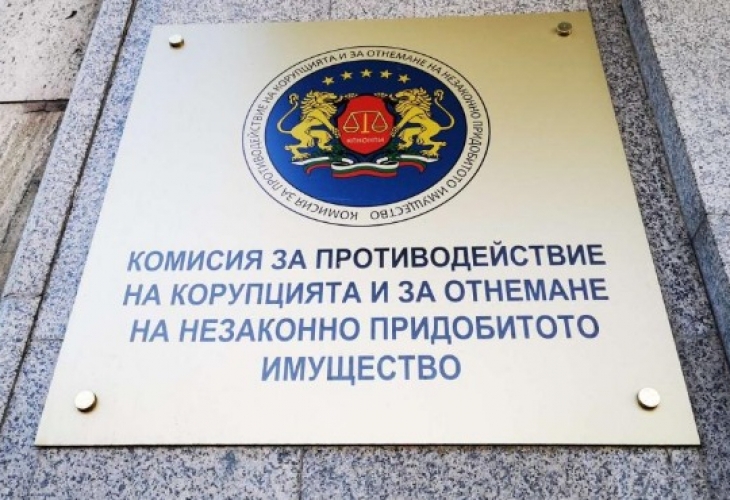 КОМИСИЯ ЗА ПРОТИВОДЕЙСТВИЕ НА КОРУПЦИЯТА И ЗА ОТНЕМАНЕ НА НЕЗАКОННО ПРИДОБИТОТО ИМУЩЕСТВО
КПКОНПИ
КОМИСИЯ ЗА ПРОТИВОДЕЙСТВИЕ
НА КОРУПЦИЯТА И ЗА ОТНЕМАНЕ
НА НЕЗАКОННО ПРИДОБИТОТО
ИМУЩЕСТВО